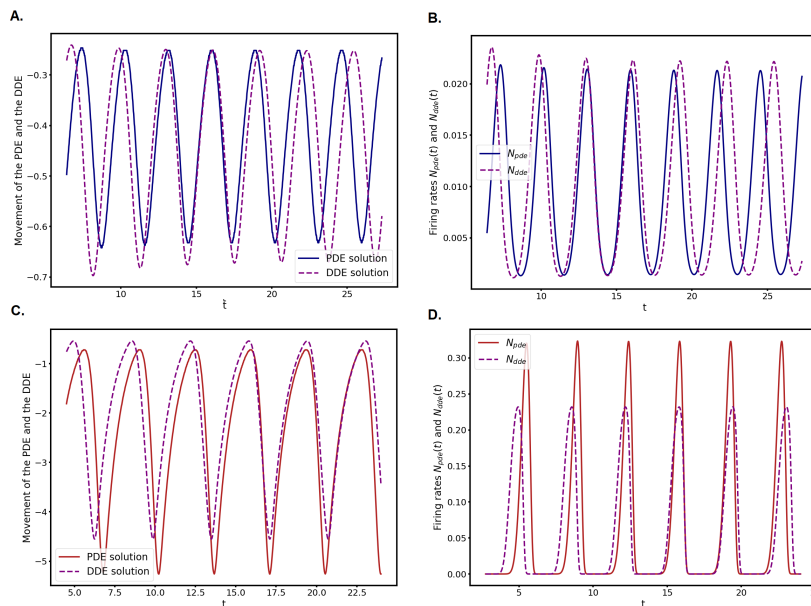 A.
Movement of the PDE and the DDE
−0.3
−0.4
−0.5
−0.6
−0.7
10
15
20
25
t̃
PDE solution
DDE solution
B.
Firing rates N_pde(t) and N_dde(t)
0.020
0.015
0.010
0.005
10
15
20
25
t
N_pde
N_dde
C.
Movement of the PDE and the DDE
−1
−2
−3
−4
−5
4.5
7.5
10.0
12.5
15.0
17.5
20.0
22.5
t
PDE solution
DDE solution
D.
Firing rates N_pde(t) and N_dde(t)
0.30
0.25
0.20
0.15
0.10
0.05
0.00
5
10
15
20
t
N_pde
N_dde